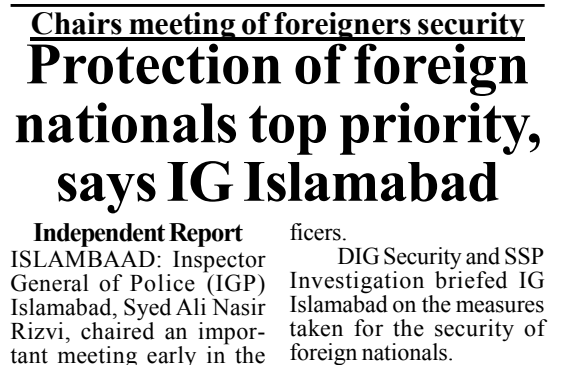 Chairs meeting of foreigners security
Protection of foreign
nationals top priority,
says IG Islamabad
Independent Report
ISLAMBAAD: Inspector
General of Police (IGP)
Islamabad, Syed Ali Nasir
Rizvi, chaired an impor-
tant meeting early in the
ficers.
DIG Security and SSP
Investigation briefed IG
Islamabad on the measures
taken for the security of
foreign nationals.